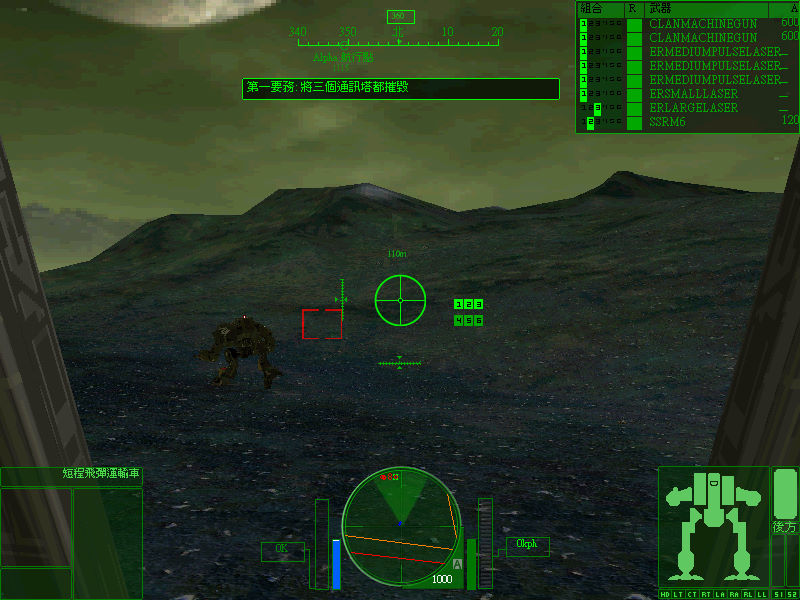 360
340 350 10 20
Alpha 航行點
第一要務:將三個通訊塔都摧毀
組合 R 武器 A
CLANMACHINEGUN 600
CLANMACHINEGUN 600
ERMEDIUMPULSELASER
ERMEDIUMPULSELASER
ERMEDIUMPULSELASER
ERSMALLLASER
ERLARGELASER
SSRM6 120
110m
1 2 3
4 5 6
短程飛彈運輸車
0K
0kph
A
1000
後方
HD LT CT RT LA RA RL LL S1 S2